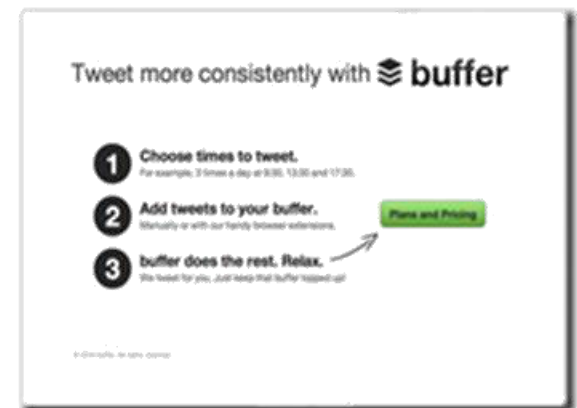 Tweet more consistently with buffer
1 Choose times to tweet.
For example, 3 times a day at 9:30, 13:30 and 17:30.
2 Add tweets to your buffer.
Manually or with our handy browser extensions.
Plans and Pricing
3 buffer does the rest. Relax.
We tweet for you. Just keep that buffer topped up!